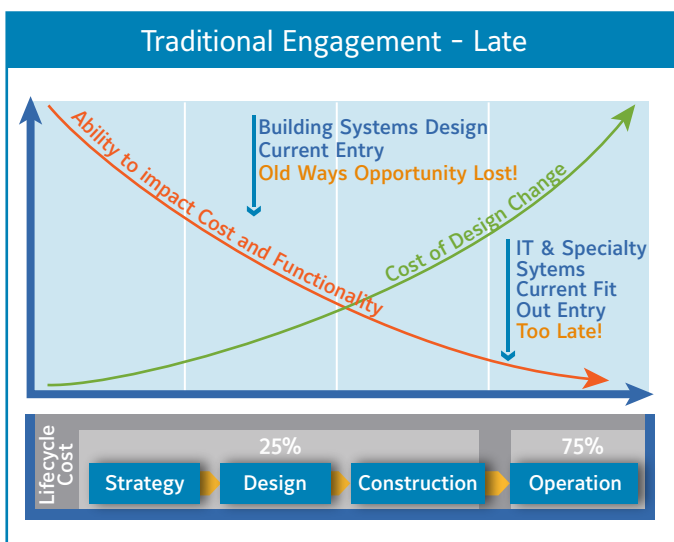 Traditional Engagement - Late
Ability to impact Cost and Functionality
Building Systems Design
Current Entry
Old Ways Opportunity Lost!
Cost of Design Change
IT & Specialty
Sytems
Current Fit
Out Entry
Too Late!
Lifecycle
Cost
25%
75%
Strategy
Design
Construction
Operation